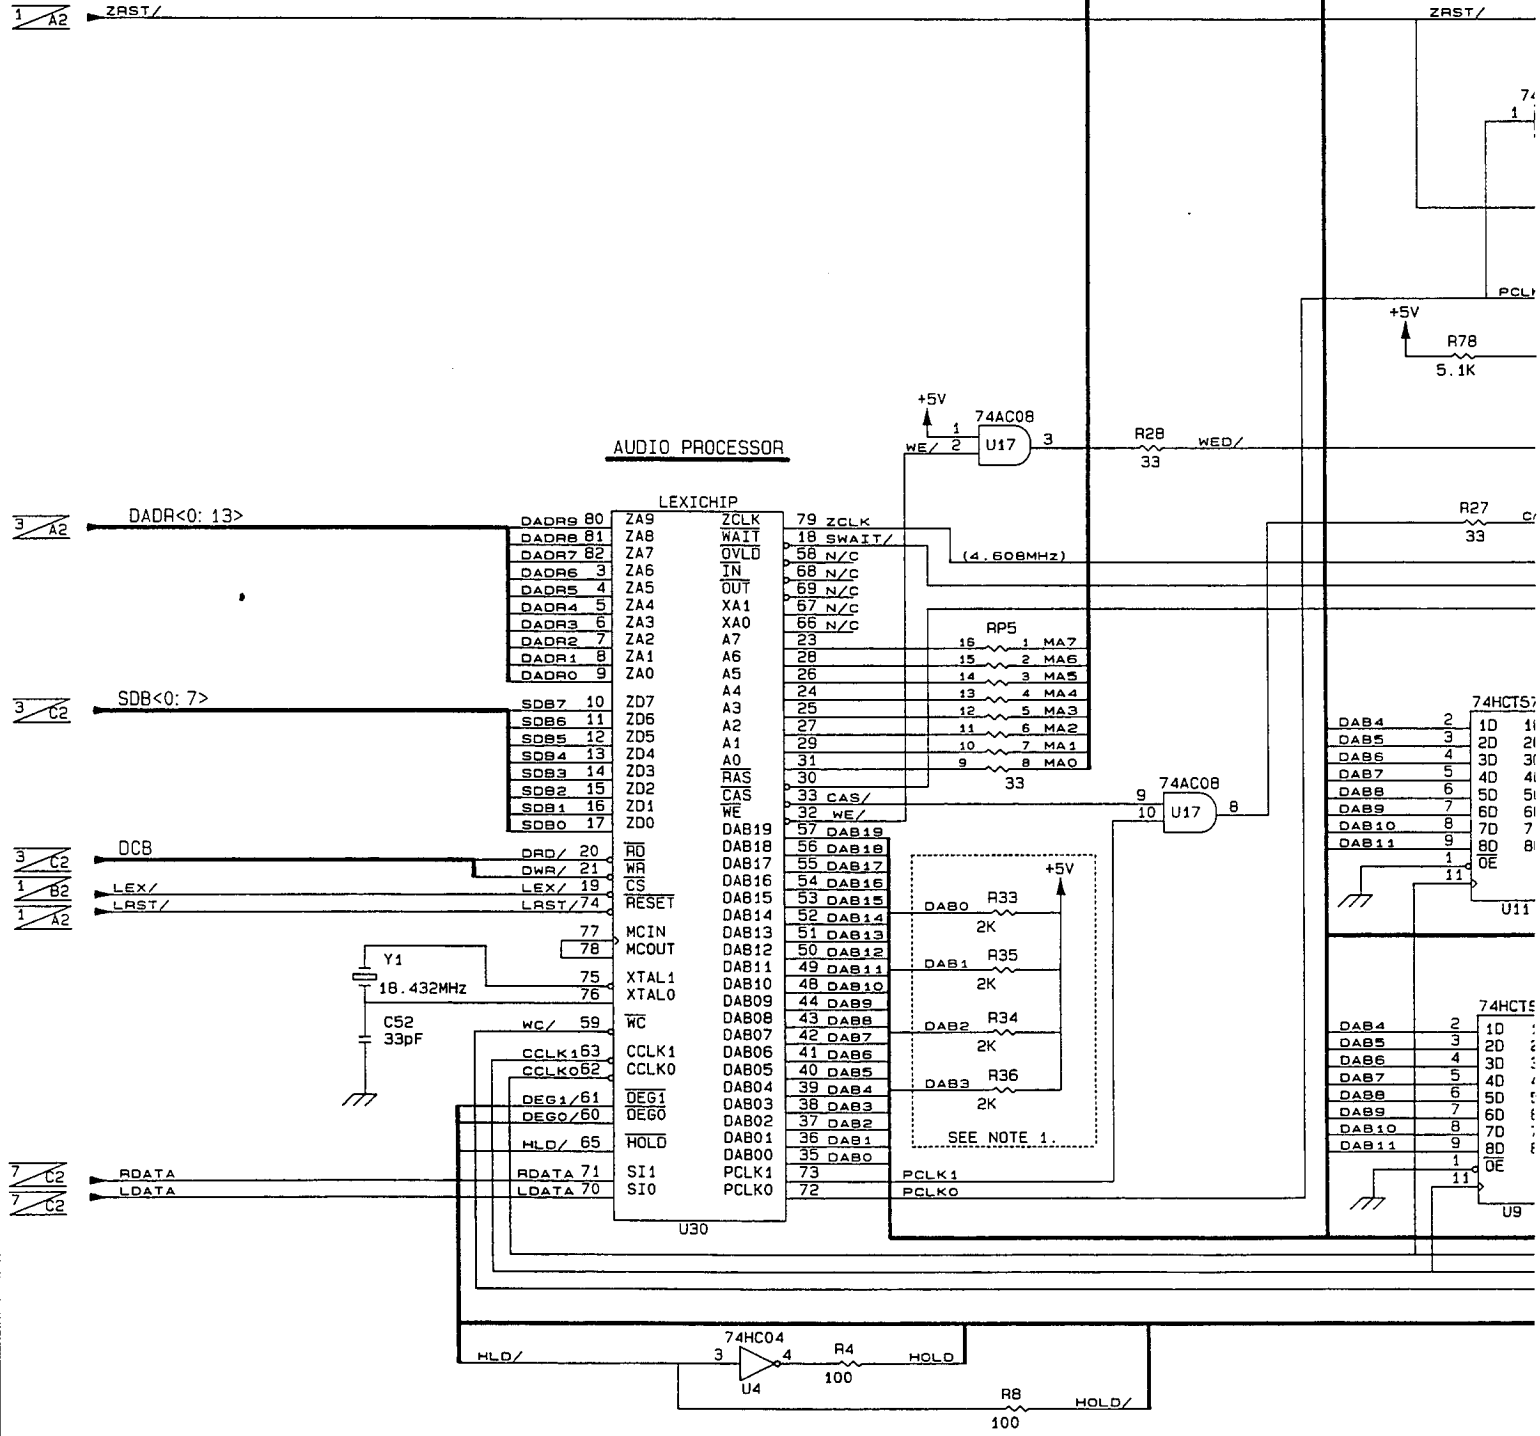 1 A2 ZRST/ ZRST/
74
1
PCLK
+5V
R78
5.1K
+5V
74AC08
1
WE/ 2 U17 3 R28 WED/
33
AUDIO PROCESSOR
LEXICHIP
R27
33
3 A2 DADR<0:13>
DADR9 80 ZA9
DADR8 81 ZA8
DADR7 82 ZA7
DADR6 3 ZA6
DADR5 4 ZA5
DADR4 5 ZA4
DADR3 6 ZA3
DADR2 7 ZA2
DADR1 8 ZA1
DADR0 9 ZA0
3 C2 SDB<0:7>
SDB7 10 ZD7
SDB6 11 ZD6
SDB5 12 ZD5
SDB4 13 ZD4
SDB3 14 ZD3
SDB2 15 ZD2
SDB1 16 ZD1
SDB0 17 ZD0
3 C2 DCB
DRD/ 20 RD
DWR/ 21 WR
1 B2 LEX/ LEX/ 19 CS
1 A2 LRST/ LRST/ 74 RESET
77 MCIN
78 MCOUT
Y1
18.432MHz
75 XTAL1
76 XTAL0
C52
33pF
WC/ 59 WC
CCLK1 63 CCLK1
CCLK0 62 CCLK0
DEG1/ 61 DEG1
DEG0/ 60 DEG0
HLD/ 65 HOLD
7 C2 RDATA RDATA 71 SI1
7 C2 LDATA LDATA 70 SI0
ZCLK 79 ZCLK
WAIT 18 SWAIT/
(4.608MHz)
OVLD 58 N/C
IN 68 N/C
OUT 69 N/C
XA1 67 N/C
XA0 66 N/C
RP5
A7 23 16 1 MA7
A6 28 15 2 MA6
A5 26 14 3 MA5
A4 24 13 4 MA4
A3 25 12 5 MA3
A2 27 11 6 MA2
A1 29 10 7 MA1
A0 31 9 8 MA0
33
RAS 30
CAS 33 CAS/
WE 32 WE/
74AC08
9
10 U17 8
DAB19 57 DAB19
DAB18 56 DAB18
DAB17 55 DAB17
DAB16 54 DAB16
DAB15 53 DAB15
DAB14 52 DAB14
DAB13 51 DAB13
DAB12 50 DAB12
DAB11 49 DAB11
DAB10 48 DAB10
DAB09 44 DAB9
DAB08 43 DAB8
DAB07 42 DAB7
DAB06 41 DAB6
DAB05 40 DAB5
DAB04 39 DAB4
DAB03 38 DAB3
DAB02 37 DAB2
DAB01 36 DAB1
DAB00 35 DAB0
PCLK1 73 PCLK1
PCLK0 72 PCLK0
U30
+5V
DAB0 R33
2K
DAB1 R35
2K
DAB2 R34
2K
DAB3 R36
2K
SEE NOTE 1.
74HCT57
DAB4 2 1D
DAB5 3 2D
DAB6 4 3D
DAB7 5 4D
DAB8 6 5D
DAB9 7 6D
DAB10 8 7D
DAB11 9 8D
1 OE
11
U11
74HCT5
DAB4 2 1D
DAB5 3 2D
DAB6 4 3D
DAB7 5 4D
DAB8 6 5D
DAB9 7 6D
DAB10 8 7D
DAB11 9 8D
1 OE
11
U9
74HC04
HLD/ 3 4 R4 HOLD
U4 100
R8 HOLD/
100